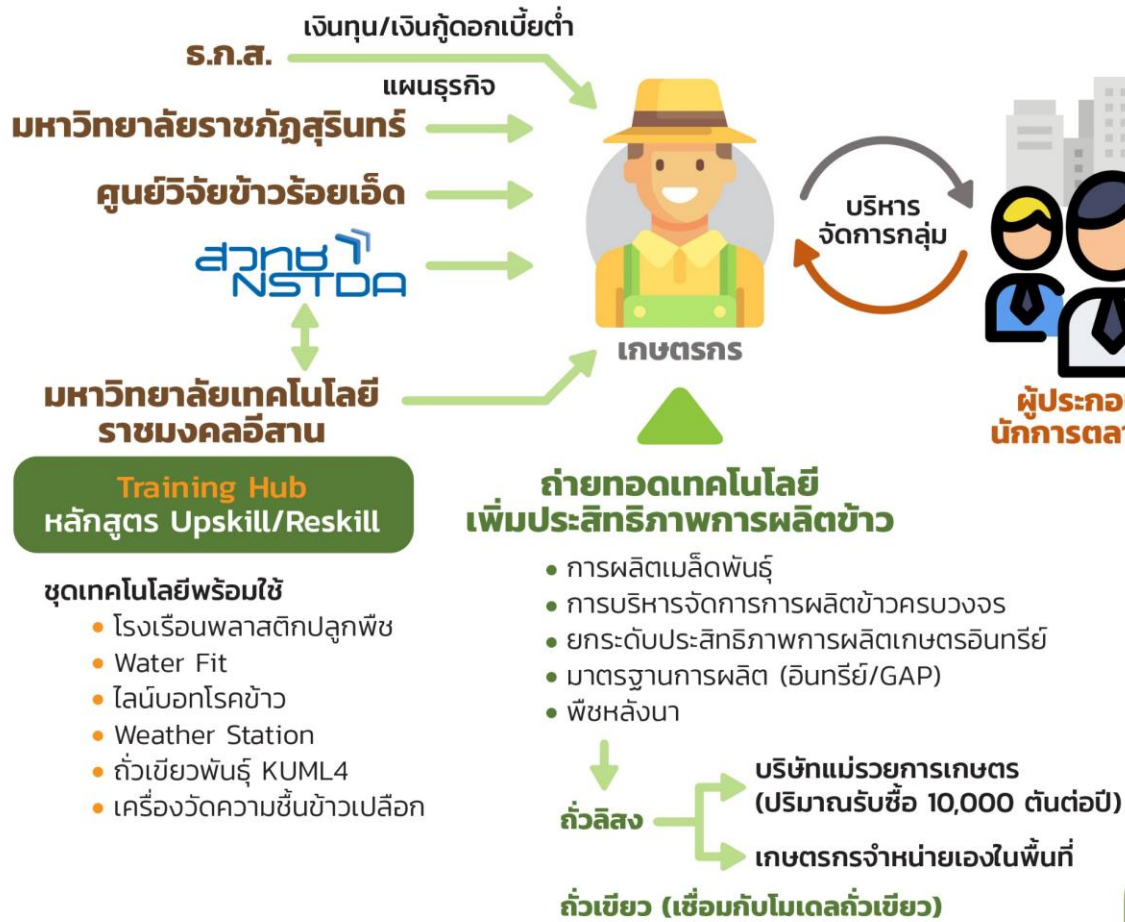 เงินทุน/เงินกู้ดอกเบี้ยต่ำ
ธ.ก.ส.
แผนธุรกิจ
มหาวิทยาลัยราชภัฏสุรินทร์
ศูนย์วิจัยข้าวร้อยเอ็ด
สวทช
NSTDA
มหาวิทยาลัยเทคโนโลยี
ราชมงคลอีสาน
Training Hub
หลักสูตร Upskill/Reskill
ชุดเทคโนโลยีพร้อมใช้
• โรงเรือนพลาสติกปลูกพืช
• Water Fit
• ไลน์บอทโรคข้าว
• Weather Station
• ถั่วเขียวพันธุ์ KUML4
• เครื่องวัดความชื้นข้าวเปลือก
เกษตรกร
บริหาร
จัดการกลุ่ม
ผู้ประกอ
นักการตลา
ถ่ายทอดเทคโนโลยี
เพิ่มประสิทธิภาพการผลิตข้าว
• การผลิตเมล็ดพันธุ์
• การบริหารจัดการการผลิตข้าวครบวงจร
• ยกระดับประสิทธิภาพการผลิตเกษตรอินทรีย์
• มาตรฐานการผลิต (อินทรีย์/GAP)
• พืชหลังนา
ถั่วลิสง
บริษัทแม่รวยการเกษตร
(ปริมาณรับซื้อ 10,000 ตันต่อปี)
เกษตรกรจำหน่ายเองในพื้นที่
ถั่วเขียว (เชื่อมกับโมเดลถั่วเขียว)